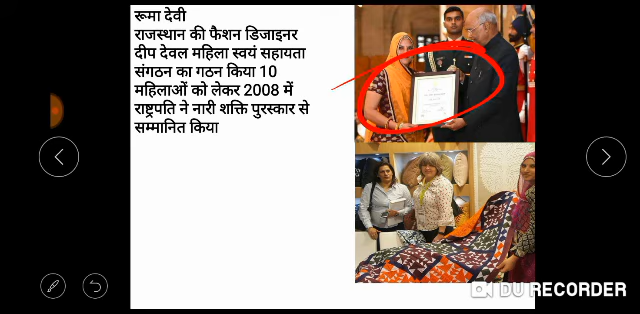 रूमा देवी
राजस्थान की फैशन डिजाइनर
दीप देवल महिला स्वयं सहायता
संगठन का गठन किया 10
महिलाओं को लेकर 2008 में
राष्ट्रपति ने नारी शक्ति पुरस्कार से
सम्मानित किया
DU RECORDER